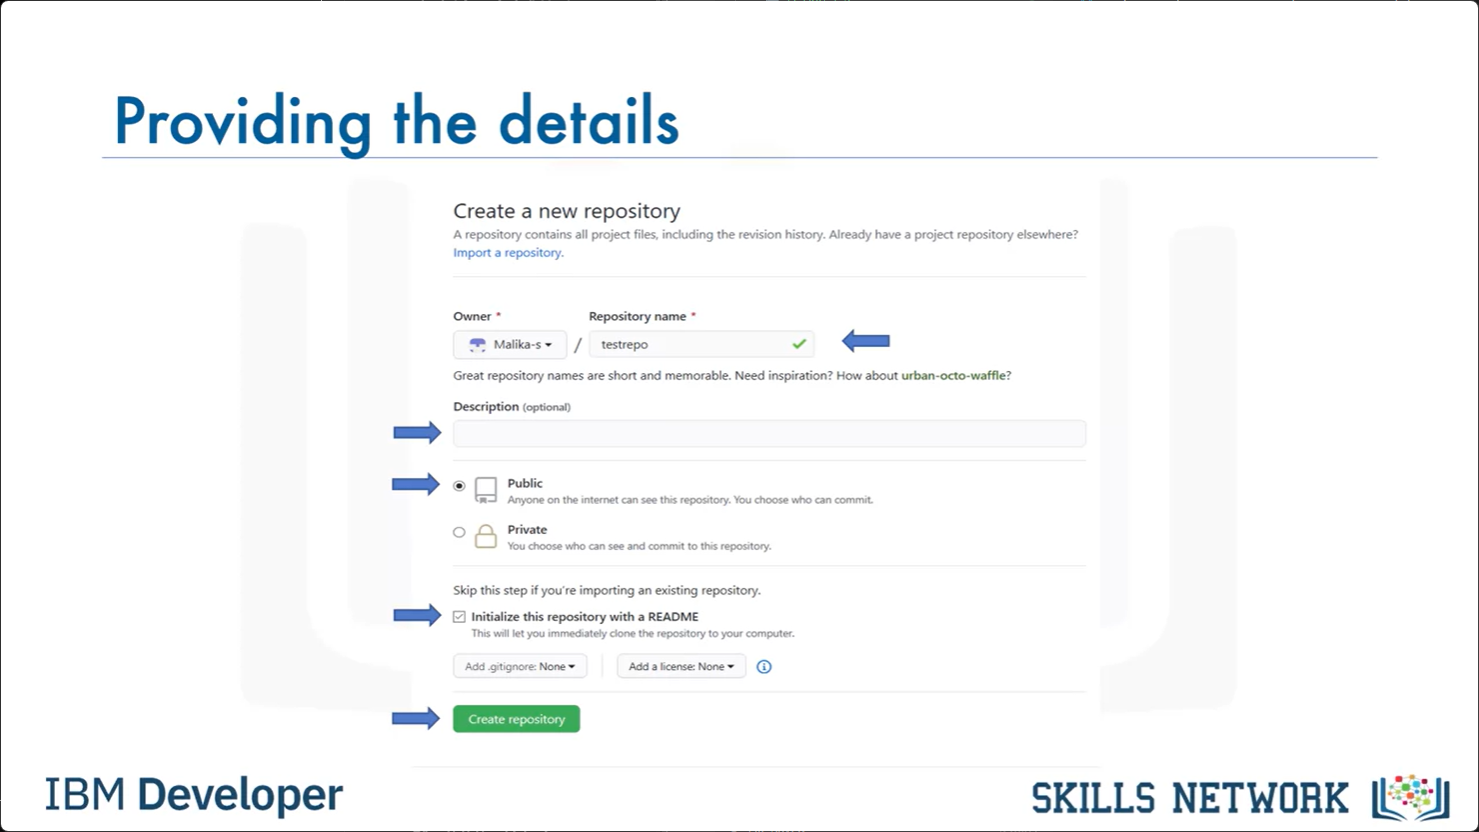 Providing the details
Create a new repository
A repository contains all project files, including the revision history. Already have a project repository elsewhere?
Import a repository.
Owner * Repository name *
Malika-s / testrepo
Great repository names are short and memorable. Need inspiration? How about urban-octo-waffle?
Description (optional)
Public
Anyone on the internet can see this repository. You choose who can commit.
Private
You choose who can see and commit to this repository.
Skip this step if you're importing an existing repository.
Initialize this repository with a README
This will let you immediately clone the repository to your computer.
Add .gitignore: None Add a license: None
Create repository
IBM Developer SKILLS NETWORK